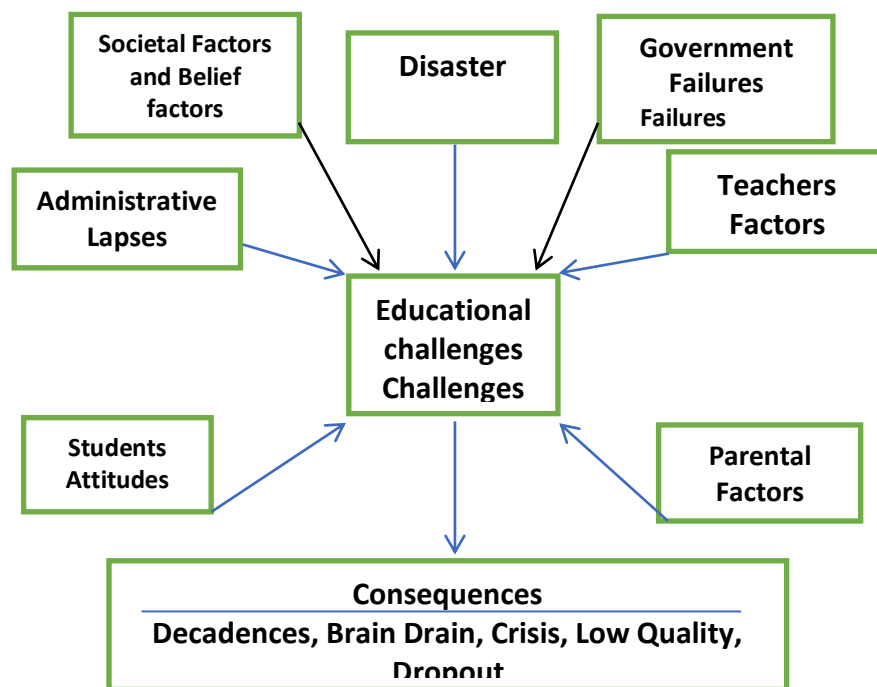 Societal Factors
and Belief
factors
Disaster
Government
Failures
Failures
Administrative
Lapses
Teachers
Factors
Educational
challenges
Challenges
Students
Attitudes
Parental
Factors
Consequences
Decadences, Brain Drain, Crisis, Low Quality,
Dropout